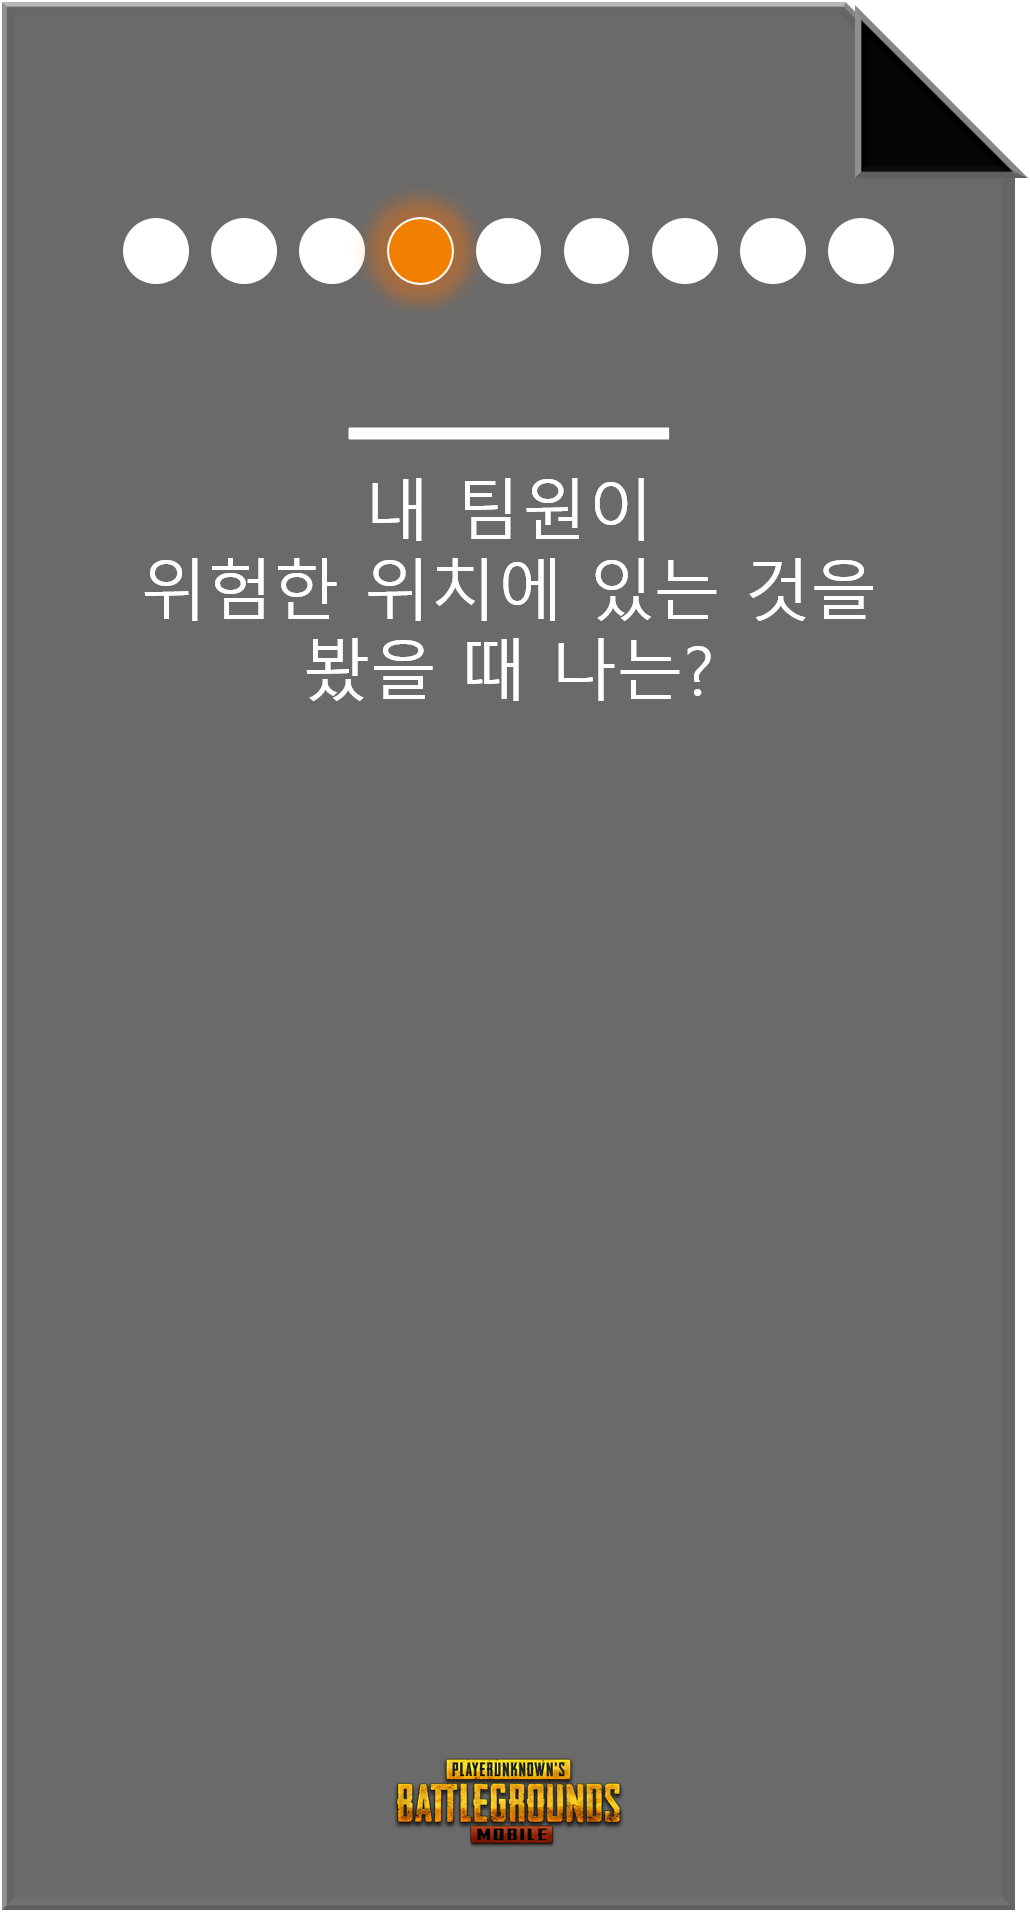 내 팀원이
위험한 위치에 있는 것을
봤을 때 나는?
PLAYERUNKNOWN'S
BATTLEGROUNDS
MOBILE